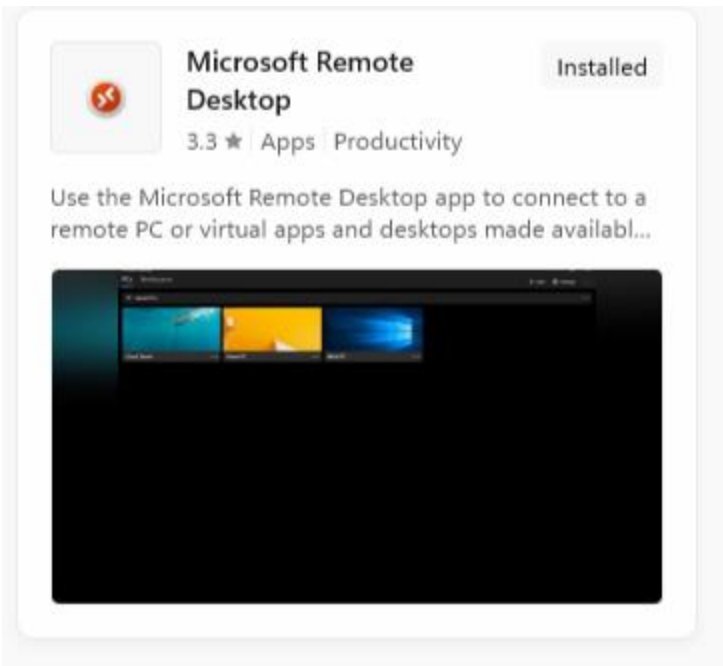 Microsoft Remote
Desktop
Installed
3.3 ★ Apps Productivity
Use the Microsoft Remote Desktop app to connect to a
remote PC or virtual apps and desktops made availabl...